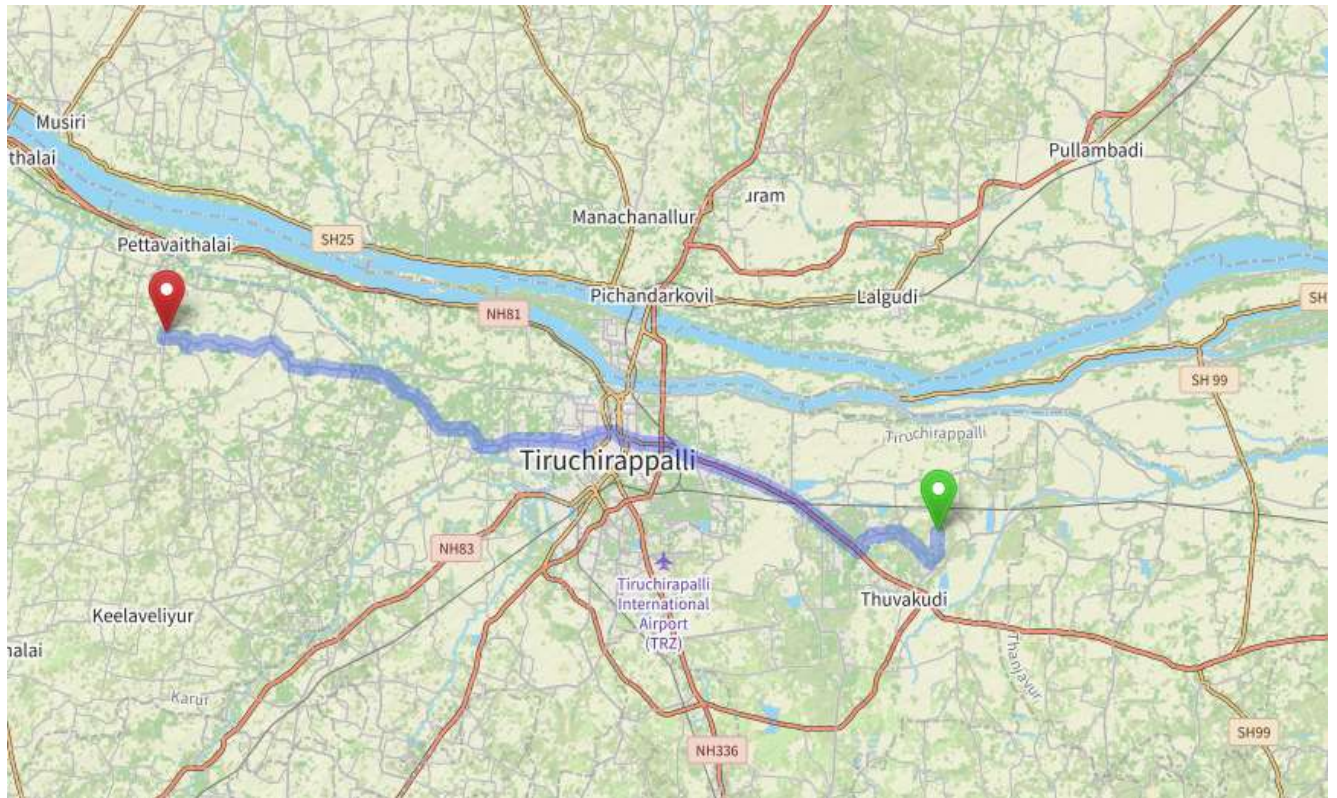 Musiri
thalai
Pullambadi
uram
Manachanallur
Pettavaithalai
SH25
Pichandarkovil
Lalgudi
NH81
SH
SH 99
Tiruchirappalli
Tiruchirappalli
NH83
Tiruchirapalli
International
Airport
(TRZ)
Thuvakudi
Keelaveliyur
halai
Thanjavur
Karur
SH99
NH336